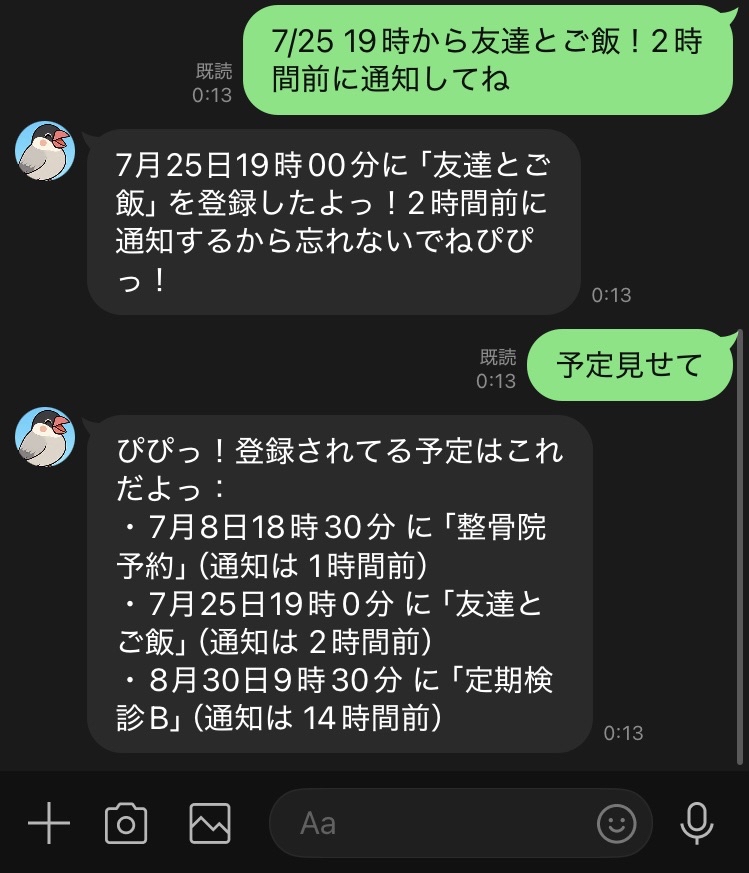 7/25 19時から友達とご飯！2時
間前に通知してね
既読
0:13
7月25日19時00分に「友達とご
飯」を登録したよっ！2時間前に
通知するから忘れないでねぴぴ
っ！
0:13
予定見せて
既読
0:13
ぴぴっ！登録されてる予定はこれ
だよっ：
・7月8日18時30分 に「整骨院
予約」（通知は 1時間前）
・7月25日19時0分 に「友達と
ご飯」（通知は 2時間前）
・8月30日9時30分 に「定期検
診B」（通知は 14時間前）
0:13
Aa